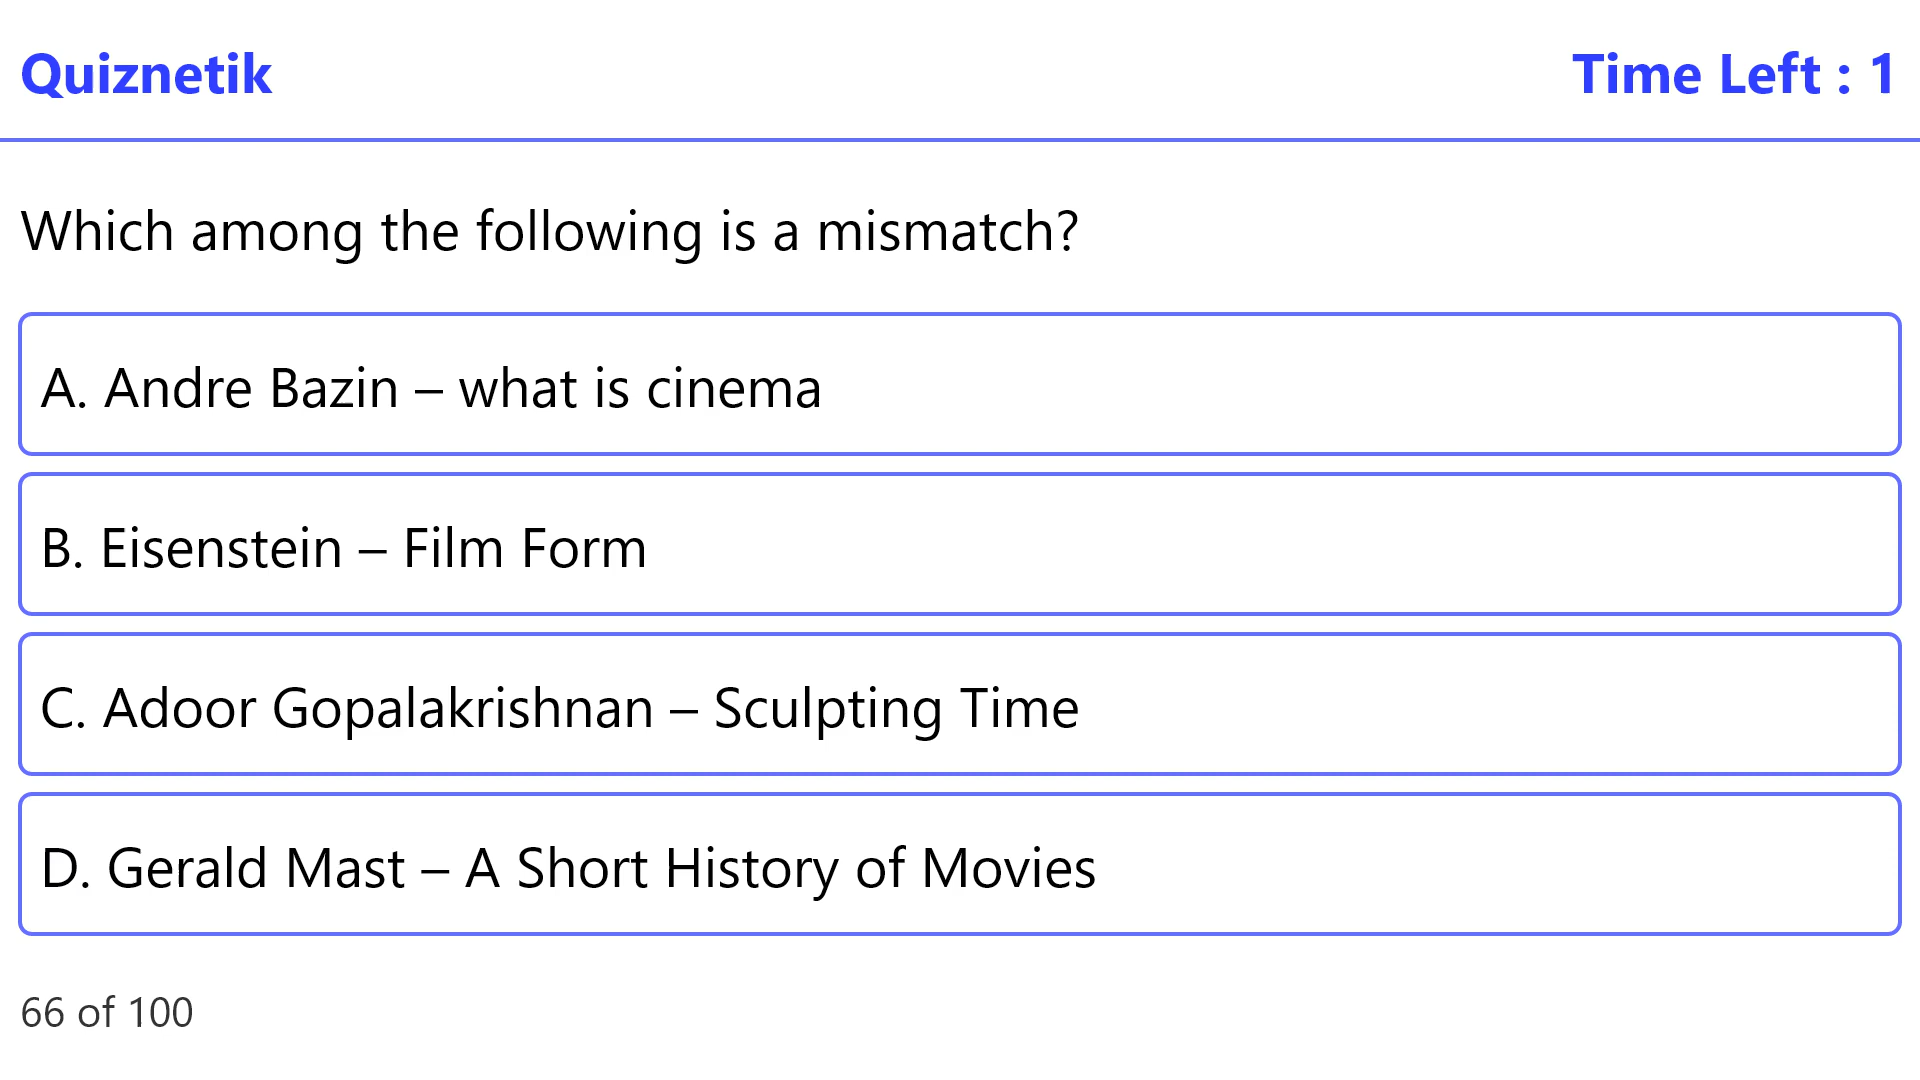 Quiznetik
Time Left : 1
Which among the following is a mismatch?
A. Andre Bazin – what is cinema
B. Eisenstein – Film Form
C. Adoor Gopalakrishnan – Sculpting Time
D. Gerald Mast – A Short History of Movies
66 of 100